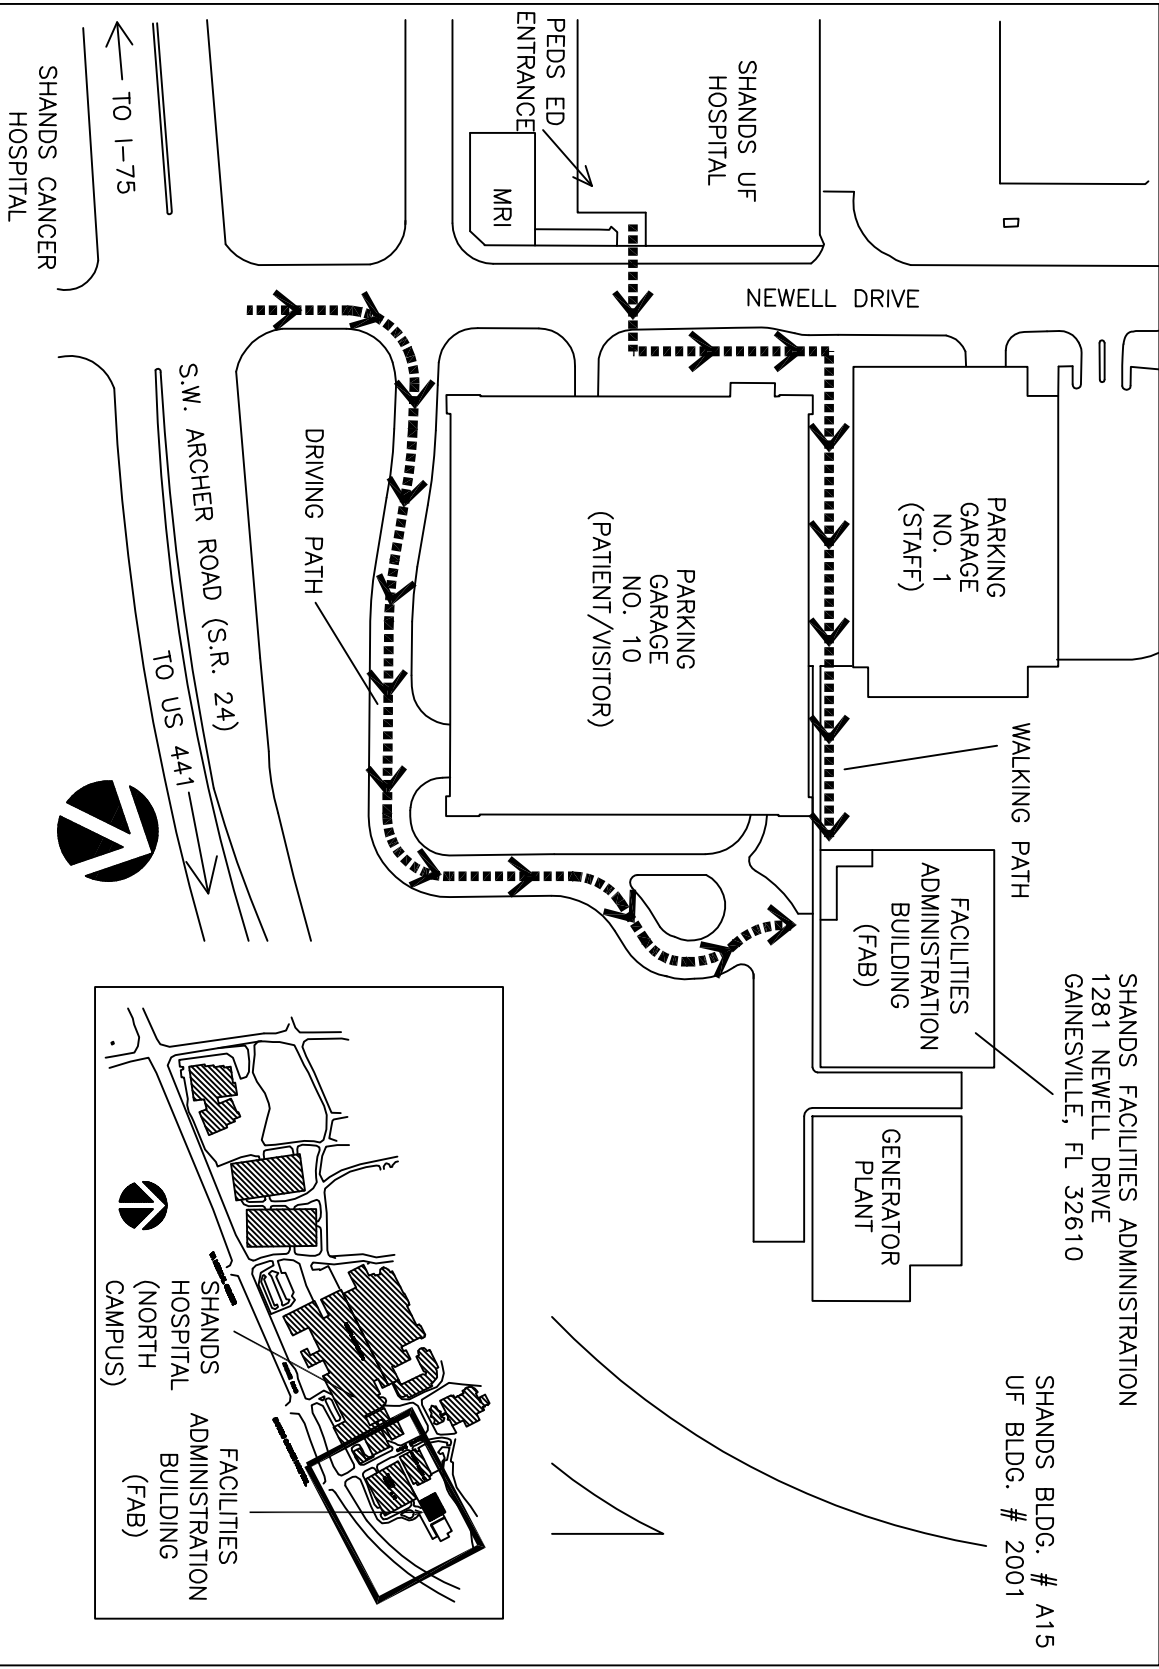 SHANDS FACILITIES ADMINISTRATION
1281 NEWELL DRIVE
GAINESVILLE, FL 32610
SHANDS BLDG. # A15
UF BLDG. # 2001
NEWELL DRIVE
SHANDS UF
HOSPITAL
PEDS ED
ENTRANCE
MRI
PARKING
GARAGE
NO. 1
(STAFF)
WALKING PATH
FACILITIES
ADMINISTRATION
BUILDING
(FAB)
GENERATOR
PLANT
PARKING
GARAGE
NO. 10
(PATIENT/VISITOR)
DRIVING PATH
S.W. ARCHER ROAD (S.R. 24)
TO US 441
TO I-75
SHANDS CANCER
HOSPITAL
SHANDS
HOSPITAL
(NORTH
CAMPUS)
FACILITIES
ADMINISTRATION
BUILDING
(FAB)